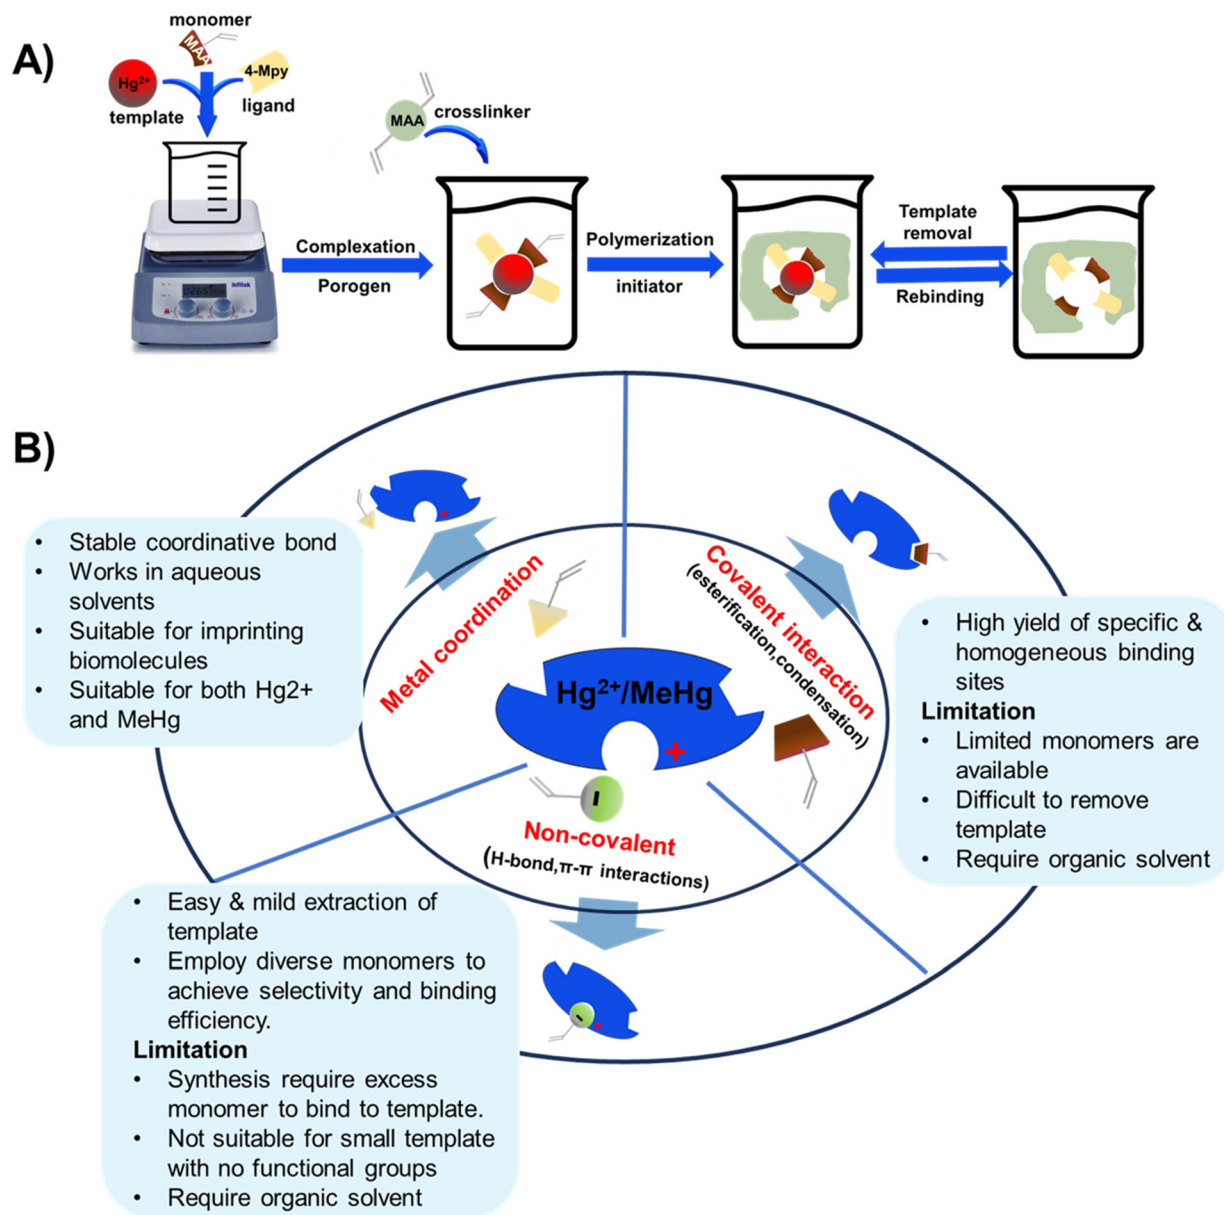 A)
monomer
MAA
Hg²⁺
4-Mpy
template
ligand
MAA
crosslinker
Infitek
Complexation
Porogen
Polymerization
initiator
Template
removal
Rebinding
B)
• Stable coordinative bond
• Works in aqueous
solvents
• Suitable for imprinting
biomolecules
• Suitable for both Hg2+
and MeHg
+
Metal coordination
Covalent interaction
(esterification,condensation)
Hg²⁺/MeHg
+
-
Non-covalent
(H-bond,π-π interactions)
• High yield of specific &
homogeneous binding
sites
Limitation
• Limited monomers are
available
• Difficult to remove
template
• Require organic solvent
• Easy & mild extraction of
template
• Employ diverse monomers to
achieve selectivity and binding
efficiency.
Limitation
• Synthesis require excess
monomer to bind to template.
• Not suitable for small template
with no functional groups
• Require organic solvent
-
+